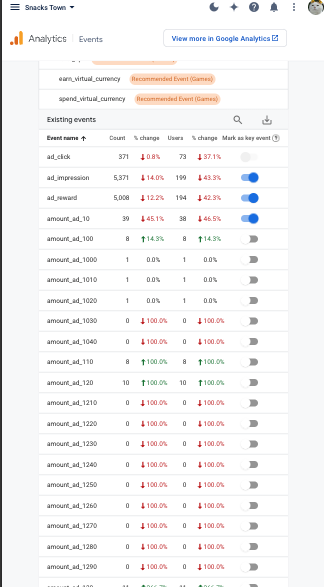 Snacks Town
Analytics Events View more in Google Analytics
earn_virtual_currency Recommended Event (Games)
spend_virtual_currency Recommended Event (Games)
Existing events
Event name ↑ Count % change Users % change Mark as key event
ad_click 371 ↓0.8% 73 ↓37.1%
ad_impression 5,371 ↓14.0% 199 ↓43.3%
ad_reward 5,008 ↓12.2% 194 ↓42.3%
amount_ad_10 39 ↓45.1% 38 ↓46.5%
amount_ad_100 8 ↑14.3% 8 ↑14.3%
amount_ad_1000 1 0.0% 1 0.0%
amount_ad_1010 1 0.0% 1 0.0%
amount_ad_1020 1 0.0% 1 0.0%
amount_ad_1030 0 ↓100.0% 0 ↓100.0%
amount_ad_1040 0 ↓100.0% 0 ↓100.0%
amount_ad_110 8 ↑100.0% 8 ↑100.0%
amount_ad_120 10 ↑100.0% 10 ↑100.0%
amount_ad_1210 0 ↓100.0% 0 ↓100.0%
amount_ad_1220 0 ↓100.0% 0 ↓100.0%
amount_ad_1230 0 ↓100.0% 0 ↓100.0%
amount_ad_1240 0 ↓100.0% 0 ↓100.0%
amount_ad_1250 0 ↓100.0% 0 ↓100.0%
amount_ad_1260 0 ↓100.0% 0 ↓100.0%
amount_ad_1270 0 ↓100.0% 0 ↓100.0%
amount_ad_1280 0 ↓100.0% 0 ↓100.0%
amount_ad_1290 0 ↓100.0% 0 ↓100.0%